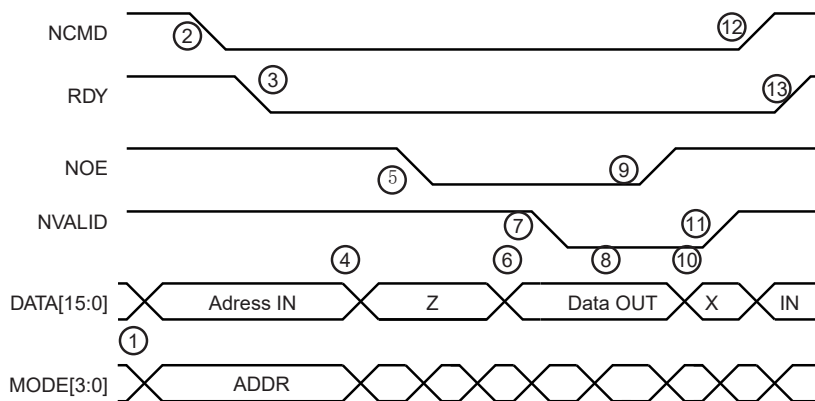 NCMD
2
12
RDY
3
13
NOE
5
9
NVALID
7
11
4
6
8
10
DATA[15:0]
Adress IN
Z
Data OUT
X
IN
1
MODE[3:0]
ADDR